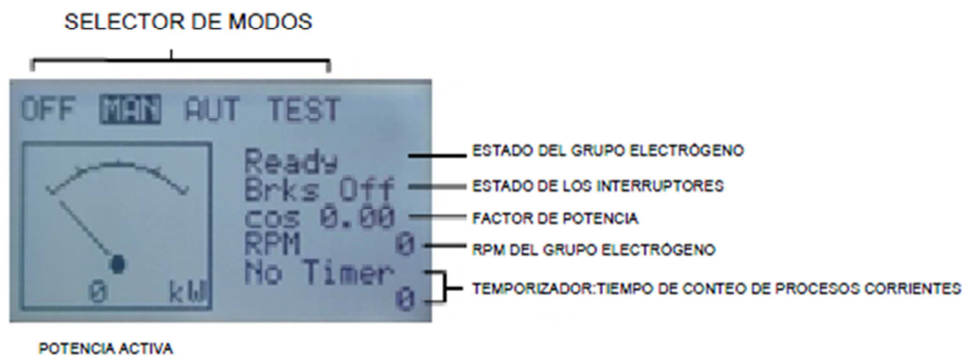 SELECTOR DE MODOS
OFF MAN AUT TEST
Ready
ESTADO DEL GRUPO ELECTRÓGENO
Brks Off
ESTADO DE LOS INTERRUPTORES
cos 0.00
FACTOR DE POTENCIA
RPM 0
RPM DEL GRUPO ELECTRÓGENO
No Timer
0
TEMPORIZADOR:TIEMPO DE CONTEO DE PROCESOS CORRIENTES
0 kW
POTENCIA ACTIVA